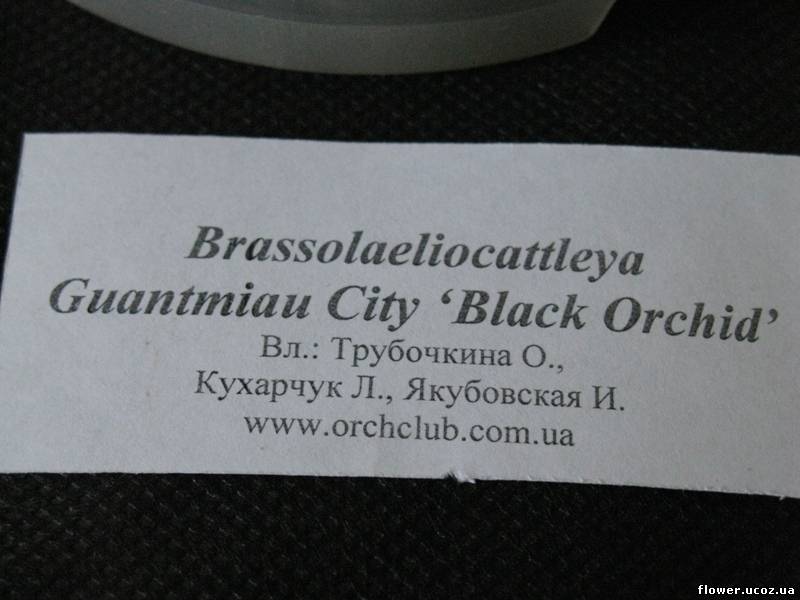 Brassolaeliocattleya
Guantmiau City ‘Black Orchid’
Вл.: Трубочкина О.,
Кухарчук Л., Якубовская И.
www.orchclub.com.ua
flower.ucoz.ua